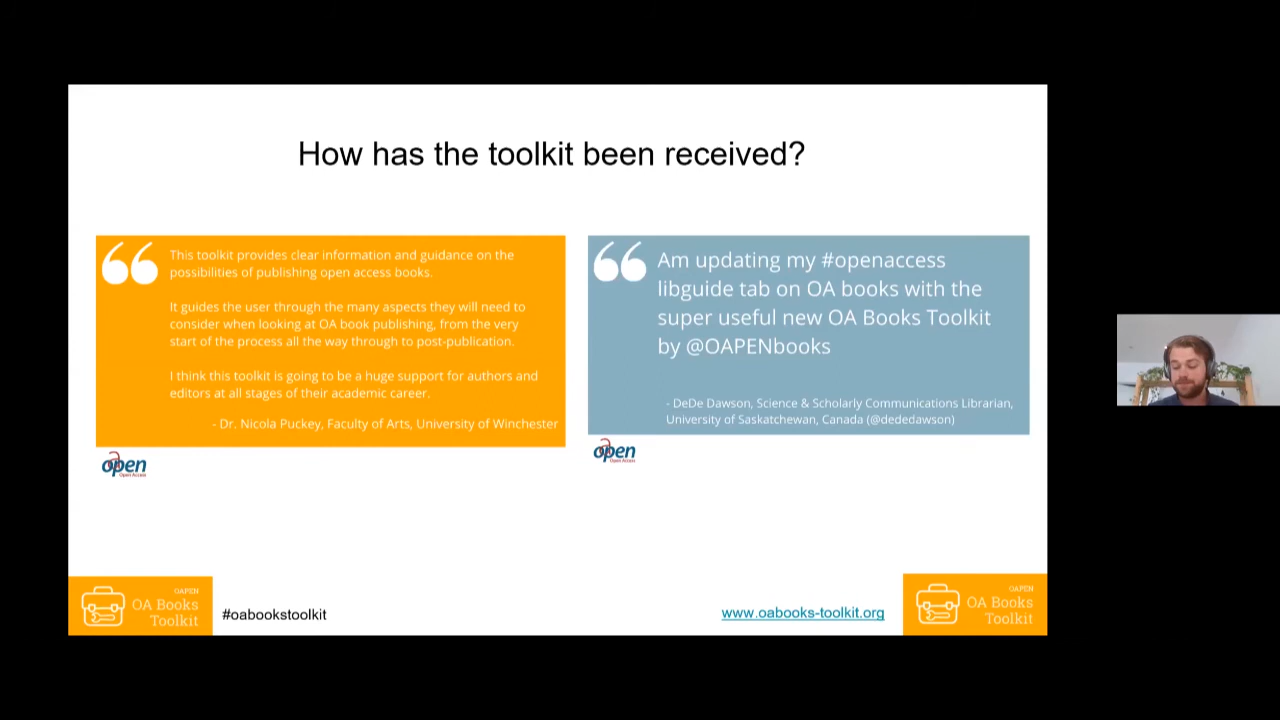 How has the toolkit been received?
This toolkit provides clear information and guidance on the
possibilities of publishing open access books.
It guides the user through the many aspects they will need to
consider when looking at OA book publishing, from the very
start of the process all the way through to post-publication.
I think this toolkit is going to be a huge support for authors and
editors at all stages of their academic career.
- Dr. Nicola Puckey, Faculty of Arts, University of Winchester
open
Open Access
Am updating my #openaccess
libguide tab on OA books with the
super useful new OA Books Toolkit
by @OAPENbooks
- DeDe Dawson, Science & Scholarly Communications Librarian,
University of Saskatchewan, Canada (@dededawson)
open
Open Access
OAPEN
OA Books
Toolkit
#oabookstoolkit
www.oabooks-toolkit.org
OAPEN
OA Books
Toolkit